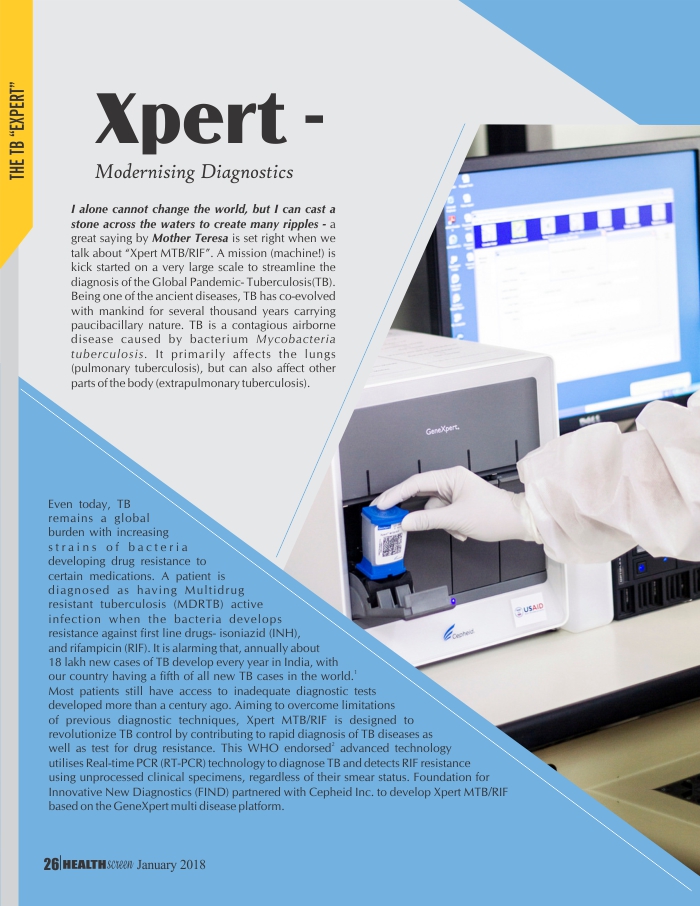 THE TB “EXPERT”
Xpert -
Modernising Diagnostics
I alone cannot change the world, but I can cast a
stone across the waters to create many ripples - a
great saying by Mother Teresa is set right when we
talk about “Xpert MTB/RIF”. A mission (machine!) is
kick started on a very large scale to streamline the
diagnosis of the Global Pandemic- Tuberculosis(TB).
Being one of the ancient diseases, TB has co-evolved
with mankind for several thousand years carrying
paucibacillary nature. TB is a contagious airborne
disease caused by bacterium Mycobacteria
tuberculosis. It primarily affects the lungs
(pulmonary tuberculosis), but can also affect other
parts of the body (extrapulmonary tuberculosis).
GeneXpert.
DELL
USAID
Cepheid
Even today, TB
remains a global
burden with increasing
strains of bacteria
developing drug resistance to
certain medications. A patient is
diagnosed as having Multidrug
resistant tuberculosis (MDRTB) active
infection when the bacteria develops
resistance against first line drugs- isoniazid (INH),
and rifampicin (RIF). It is alarming that, annually about
18 lakh new cases of TB develop every year in India, with
our country having a fifth of all new TB cases in the world.¹
Most patients still have access to inadequate diagnostic tests
developed more than a century ago. Aiming to overcome limitations
of previous diagnostic techniques, Xpert MTB/RIF is designed to
revolutionize TB control by contributing to rapid diagnosis of TB diseases as
well as test for drug resistance. This WHO endorsed² advanced technology
utilises Real-time PCR (RT-PCR) technology to diagnose TB and detects RIF resistance
using unprocessed clinical specimens, regardless of their smear status. Foundation for
Innovative New Diagnostics (FIND) partnered with Cepheid Inc. to develop Xpert MTB/RIF
based on the GeneXpert multi disease platform.
26 HEALTHscreen January 2018